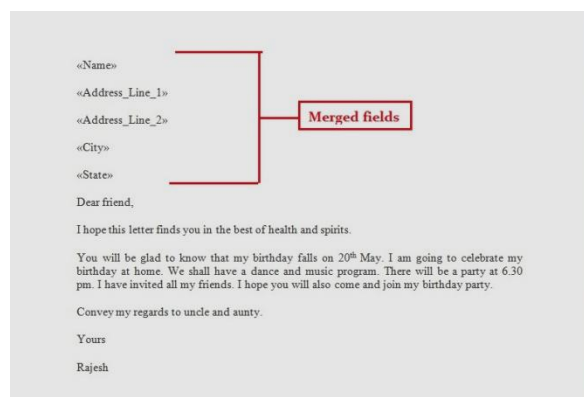 «Name»
«Address_Line_1»
«Address_Line_2»
Merged fields
«City»
«State»
Dear friend,
I hope this letter finds you in the best of health and spirits.
You will be glad to know that my birthday falls on 20th May. I am going to celebrate my
birthday at home. We shall have a dance and music program. There will be a party at 6.30
pm. I have invited all my friends. I hope you will also come and join my birthday party.
Convey my regards to uncle and aunty.
Yours
Rajesh